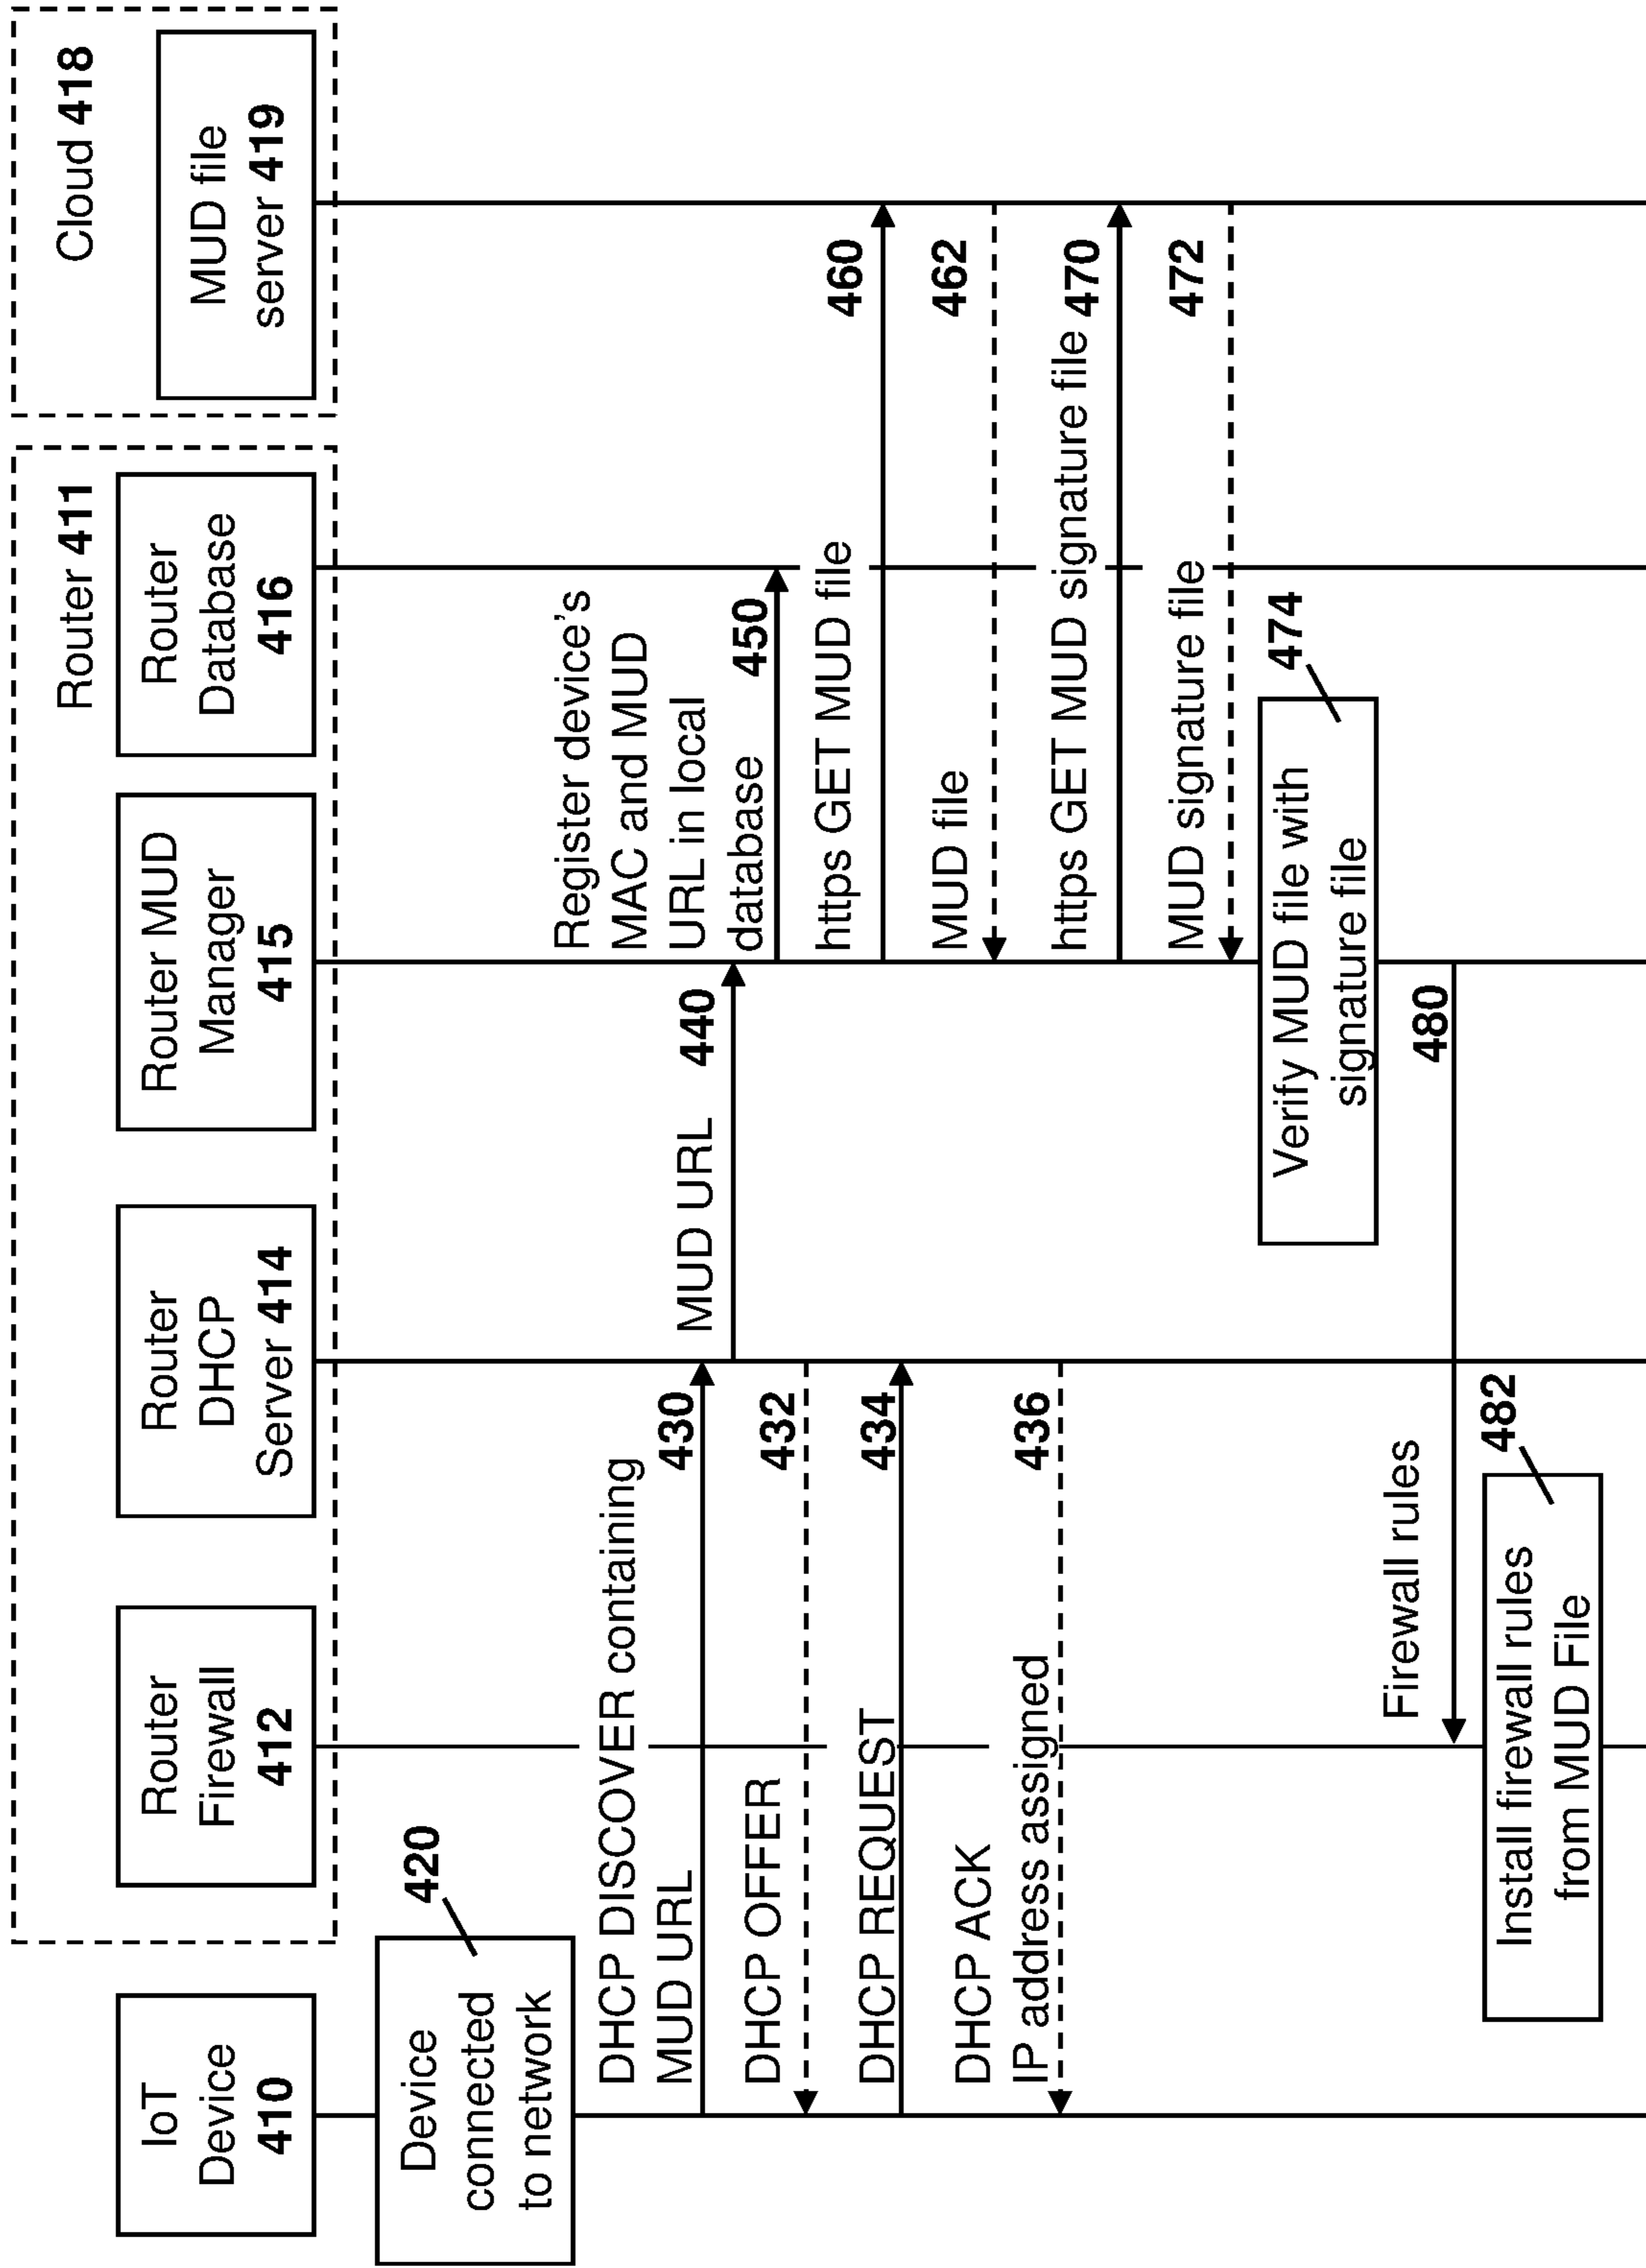 Router 411
Cloud 418
IoT
Device
410
Router
Firewall
412
Router
DHCP
Server 414
Router MUD
Manager
415
Router
Database
416
MUD file
server 419
Device
connected
to network
420
DHCP DISCOVER containing
MUD URL
430
MUD URL 440
DHCP OFFER
432
Register device's
MAC and MUD
URL in local
database 450
DHCP REQUEST
434
https GET MUD file
460
DHCP ACK
IP address assigned
436
MUD file
462
https GET MUD signature file 470
MUD signature file
472
Verify MUD file with
signature file
474
Firewall rules
480
Install firewall rules
from MUD File
482